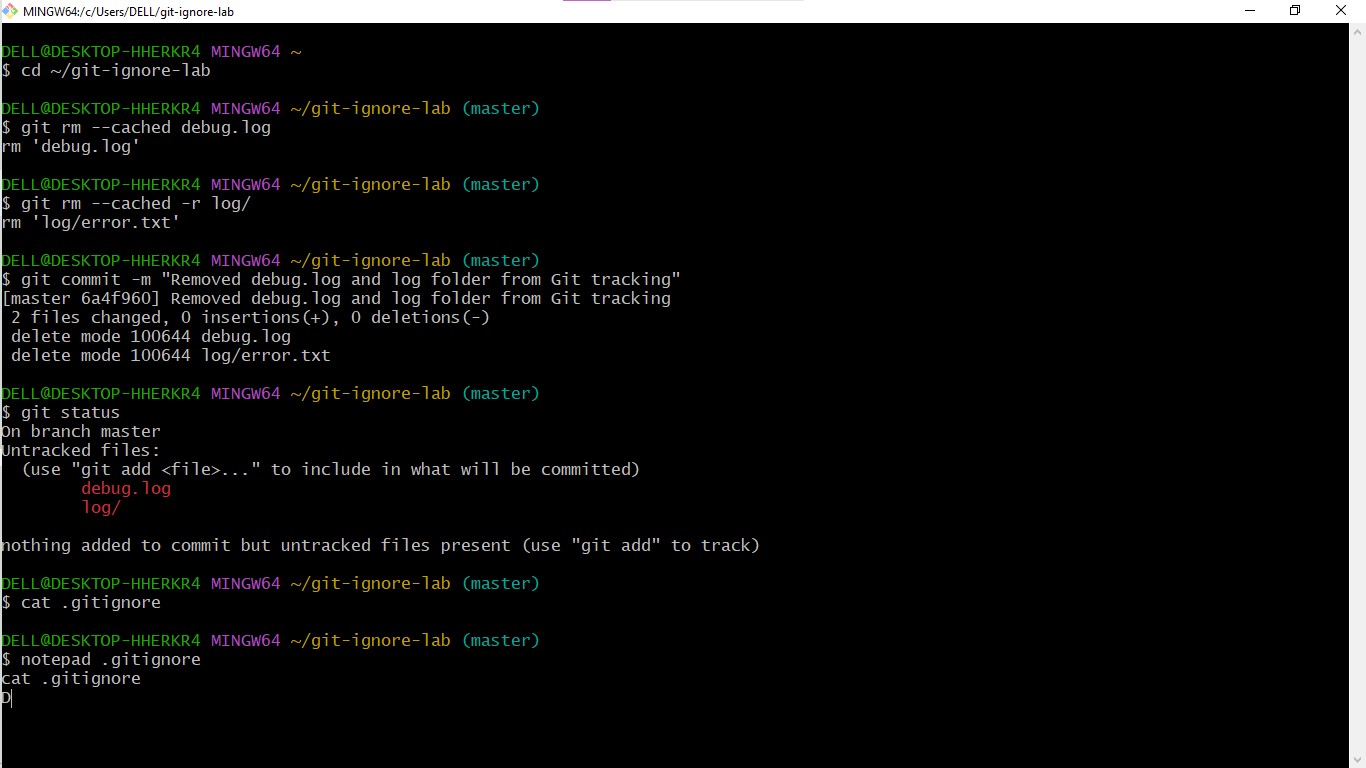 MINGW64:/c/Users/DELL/git-ignore-lab
DELL@DESKTOP-HHERKR4 MINGW64 ~
$ cd ~/git-ignore-lab
DELL@DESKTOP-HHERKR4 MINGW64 ~/git-ignore-lab (master)
$ git rm --cached debug.log
rm 'debug.log'
DELL@DESKTOP-HHERKR4 MINGW64 ~/git-ignore-lab (master)
$ git rm --cached -r log/
rm 'log/error.txt'
DELL@DESKTOP-HHERKR4 MINGW64 ~/git-ignore-lab (master)
$ git commit -m "Removed debug.log and log folder from Git tracking"
[master 6a4f960] Removed debug.log and log folder from Git tracking
 2 files changed, 0 insertions(+), 0 deletions(-)
 delete mode 100644 debug.log
 delete mode 100644 log/error.txt
DELL@DESKTOP-HHERKR4 MINGW64 ~/git-ignore-lab (master)
$ git status
On branch master
Untracked files:
  (use "git add <file>..." to include in what will be committed)
        debug.log
        log/
nothing added to commit but untracked files present (use "git add" to track)
DELL@DESKTOP-HHERKR4 MINGW64 ~/git-ignore-lab (master)
$ cat .gitignore
DELL@DESKTOP-HHERKR4 MINGW64 ~/git-ignore-lab (master)
$ notepad .gitignore
cat .gitignore
D